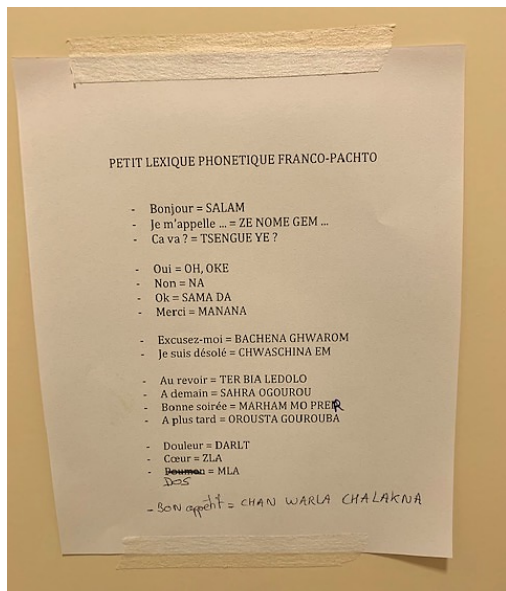 PETIT LEXIQUE PHONETIQUE FRANCO-PACHTO
- Bonjour = SALAM
- Je m'appelle ... = ZE NOME GEM ...
- Ca va ? = TSENGUE YE ?
- Oui = OH, OKE
- Non = NA
- Ok = SAMA DA
- Merci = MANANA
- Excusez-moi = BACHENA GHWAROM
- Je suis désolé = CHWASCHINA EM
- Au revoir = TER BIA LEDOLO
- A demain = SAHRA OGOUROU
- Bonne soirée = MARHAM MO PRER
- A plus tard = OROUSTA GOUROUBA
- Douleur = DARLT
- Cœur = ZLA
- Poumon = MLA
DOS
- BON appétit = CHAN WARLA CHALAKNA